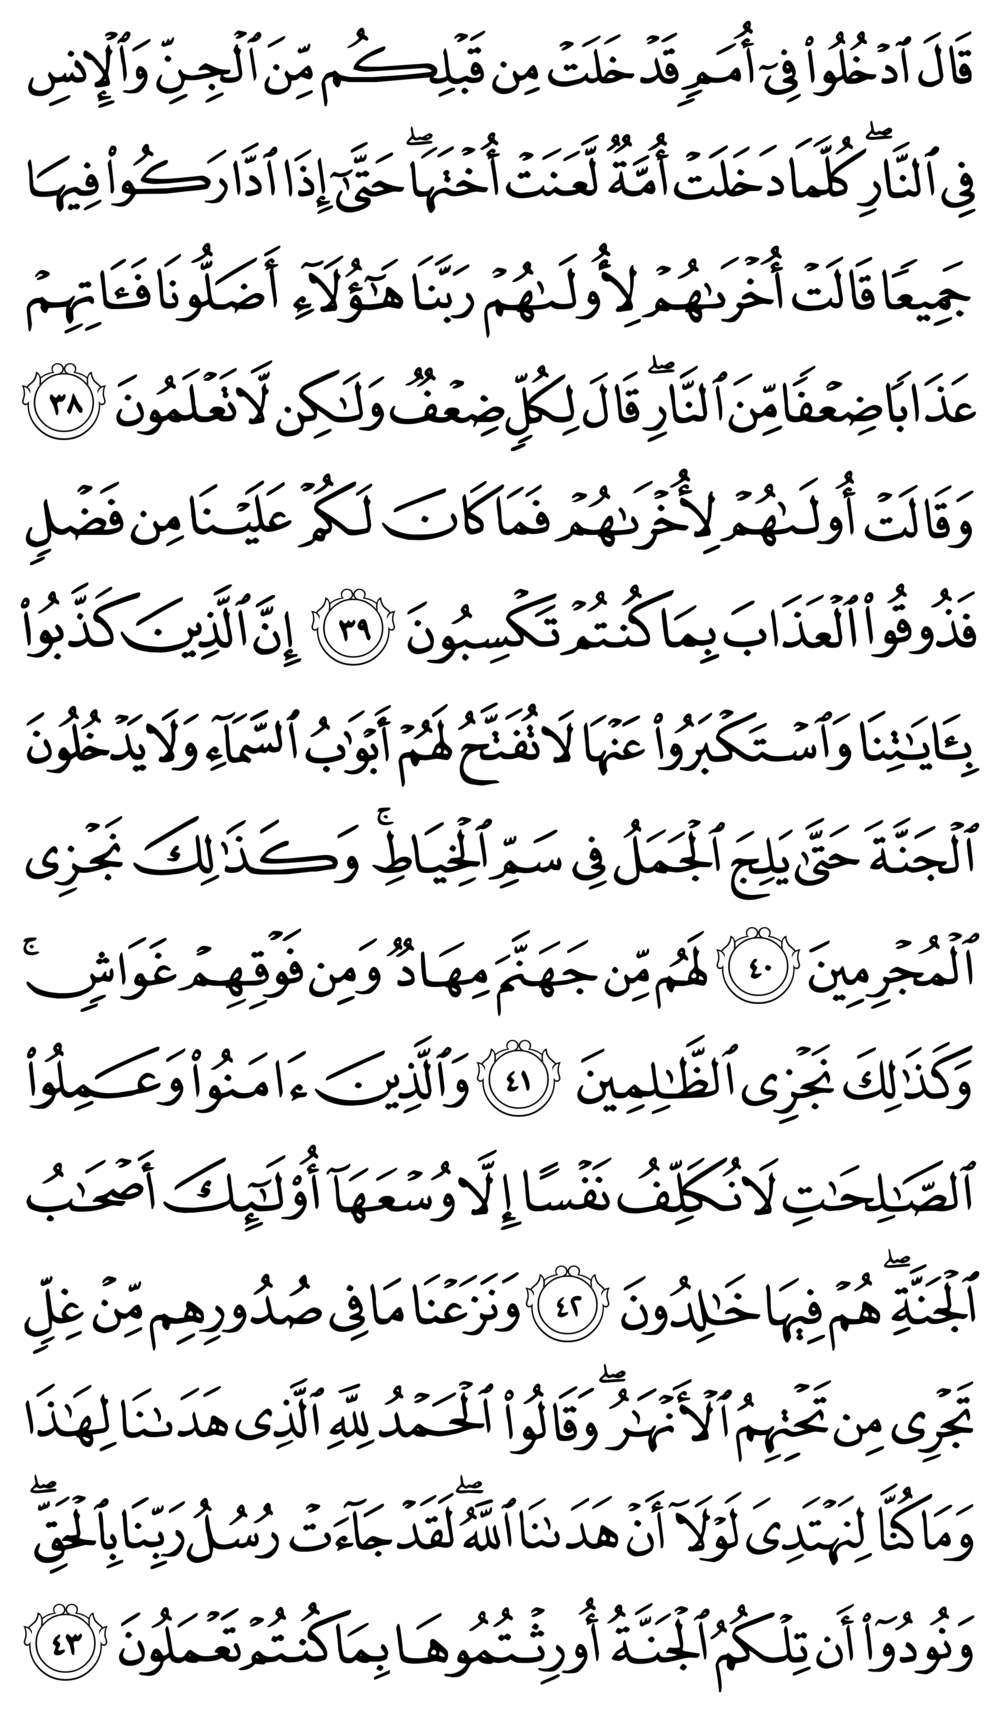 قَالَ ٱدۡخُلُواْ فِيٓ أُمَمٖ قَدۡ خَلَتۡ مِن قَبۡلِكُم مِّنَ ٱلۡجِنِّ وَٱلۡإِنسِ
فِي ٱلنَّارِۖ كُلَّمَا دَخَلَتۡ أُمَّةٞ لَّعَنَتۡ أُخۡتَهَاۖ حَتَّىٰٓ إِذَا ٱدَّارَكُواْ فِيهَا
جَمِيعٗا قَالَتۡ أُخۡرَىٰهُمۡ لِأُولَىٰهُمۡ رَبَّنَا هَٰٓؤُلَآءِ أَضَلُّونَا فَـَٔاتِهِمۡ
عَذَابٗا ضِعۡفٗا مِّنَ ٱلنَّارِۖ قَالَ لِكُلّٖ ضِعۡفٞ وَلَٰكِن لَّا تَعۡلَمُونَ ٣٨
وَقَالَتۡ أُولَىٰهُمۡ لِأُخۡرَىٰهُمۡ فَمَا كَانَ لَكُمۡ عَلَيۡنَا مِن فَضۡلٖ
فَذُوقُواْ ٱلۡعَذَابَ بِمَا كُنتُمۡ تَكۡسِبُونَ ٣٩ إِنَّ ٱلَّذِينَ كَذَّبُواْ
بِـَٔايَٰتِنَا وَٱسۡتَكۡبَرُواْ عَنۡهَا لَا تُفَتَّحُ لَهُمۡ أَبۡوَٰبُ ٱلسَّمَآءِ وَلَا يَدۡخُلُونَ
ٱلۡجَنَّةَ حَتَّىٰ يَلِجَ ٱلۡجَمَلُ فِي سَمِّ ٱلۡخِيَاطِۚ وَكَذَٰلِكَ نَجۡزِي
ٱلۡمُجۡرِمِينَ ٤٠ لَهُم مِّن جَهَنَّمَ مِهَادٞ وَمِن فَوۡقِهِمۡ غَوَاشٖۚ
وَكَذَٰلِكَ نَجۡزِي ٱلظَّٰلِمِينَ ٤١ وَٱلَّذِينَ ءَامَنُواْ وَعَمِلُواْ
ٱلصَّٰلِحَٰتِ لَا نُكَلِّفُ نَفۡسًا إِلَّا وُسۡعَهَآ أُوْلَٰٓئِكَ أَصۡحَٰبُ
ٱلۡجَنَّةِۖ هُمۡ فِيهَا خَٰلِدُونَ ٤٢ وَنَزَعۡنَا مَا فِي صُدُورِهِم مِّنۡ غِلّٖ
تَجۡرِي مِن تَحۡتِهِمُ ٱلۡأَنۡهَٰرُۖ وَقَالُواْ ٱلۡحَمۡدُ لِلَّهِ ٱلَّذِي هَدَىٰنَا لِهَٰذَا
وَمَا كُنَّا لِنَهۡتَدِيَ لَوۡلَآ أَنۡ هَدَىٰنَا ٱللَّهُۖ لَقَدۡ جَآءَتۡ رُسُلُ رَبِّنَا بِٱلۡحَقِّۖ
وَنُودُوٓاْ أَن تِلۡكُمُ ٱلۡجَنَّةُ أُورِثۡتُمُوهَا بِمَا كُنتُمۡ تَعۡمَلُونَ ٤٣